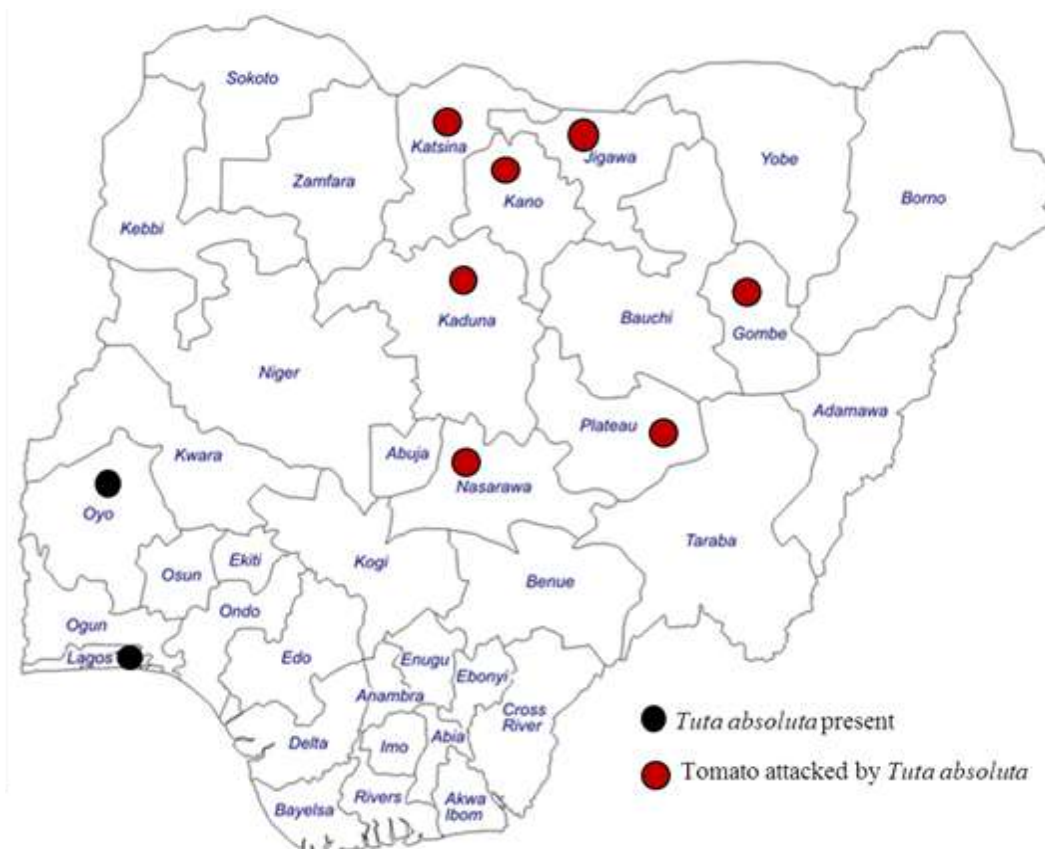 Sokoto
Katsina
Jigawa
Yobe
Zamfara
Kano
Borno
Kebbi
Kaduna
Bauchi
Gombe
Niger
Adamawa
Plateau
Abuja
Kwara
Nasarawa
Oyo
Taraba
Kogi
Ekiti
Osun
Benue
Ondo
Ogun
Lagos
Edo
Enugu
Ebonyi
Anambra
Cross
River
Delta
Imo
Abia
Tuta absoluta present
Tomato attacked by Tuta absoluta
Rivers
Bayelsa
Akwa
Ibom